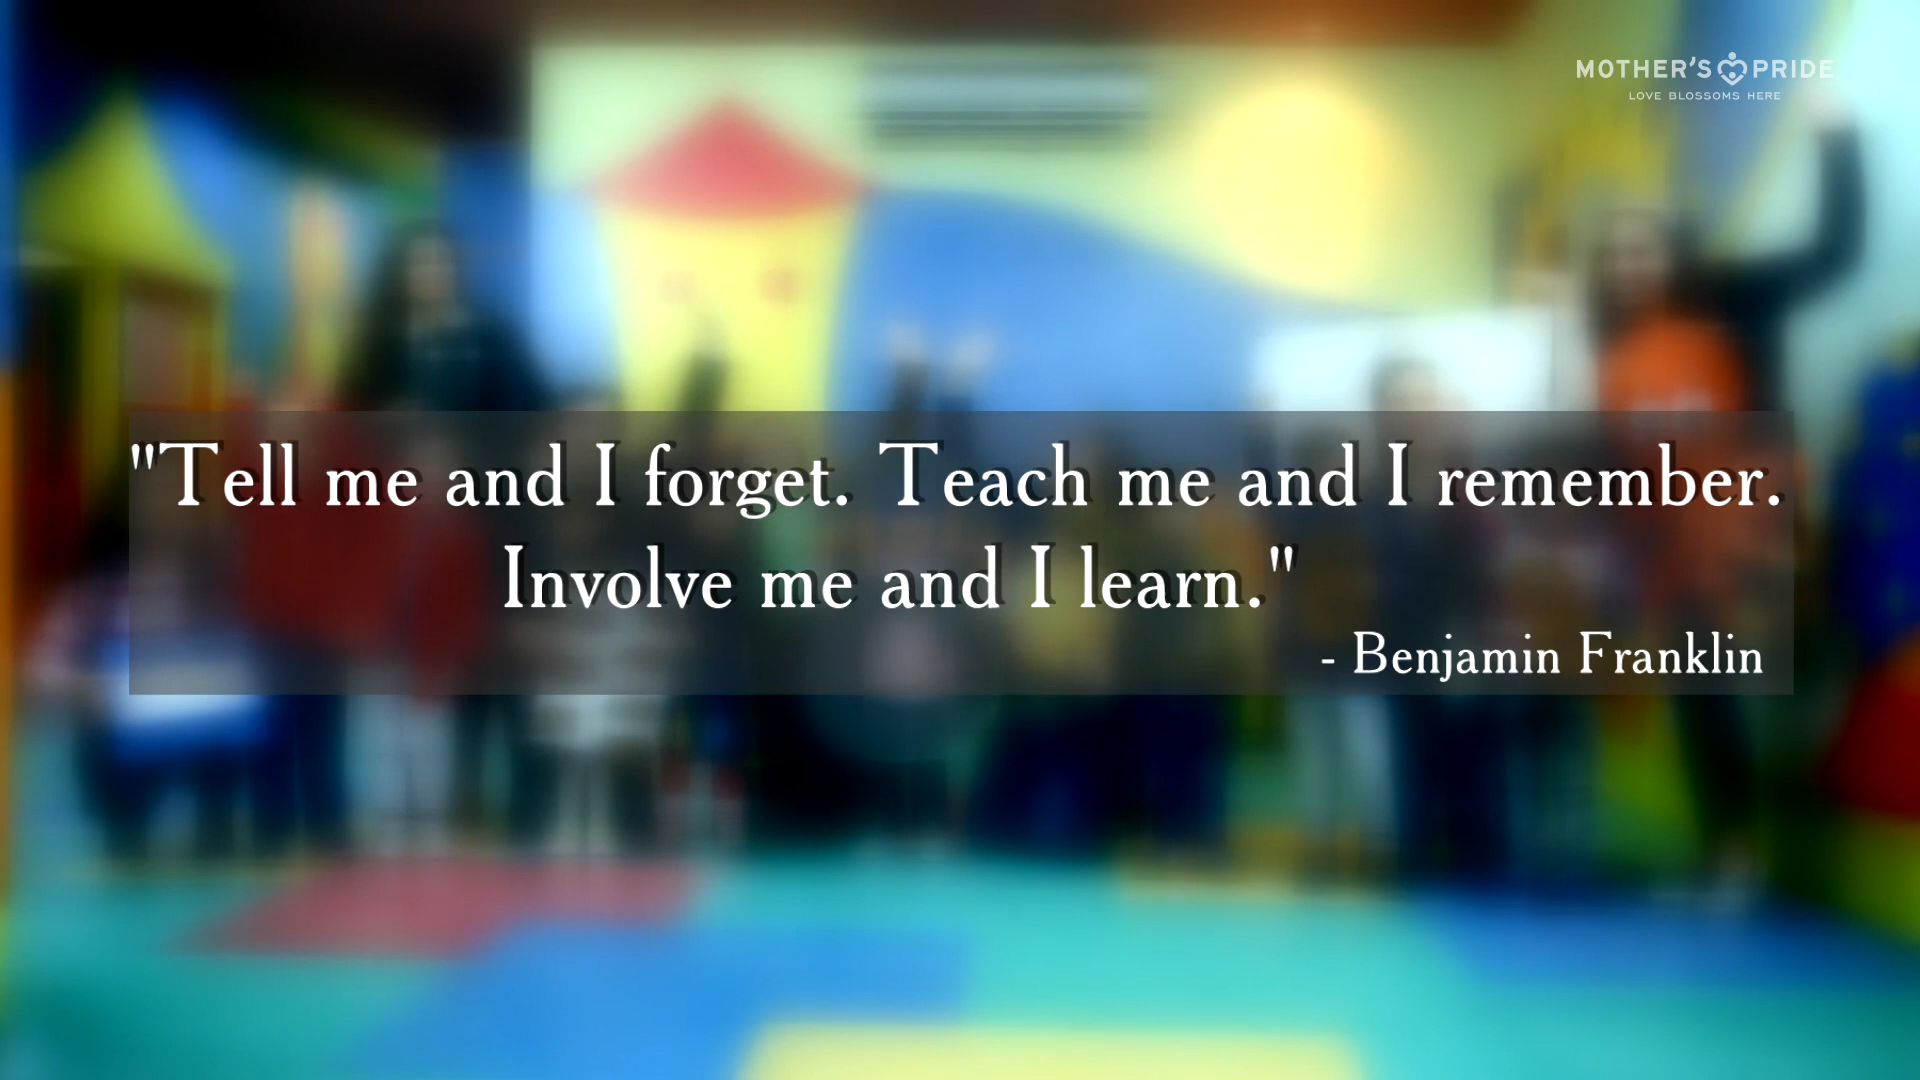 MOTHER'S PRIDE
LOVE BLOSSOMS HERE
"Tell me and I forget. Teach me and I remember.
Involve me and I learn."
- Benjamin Franklin